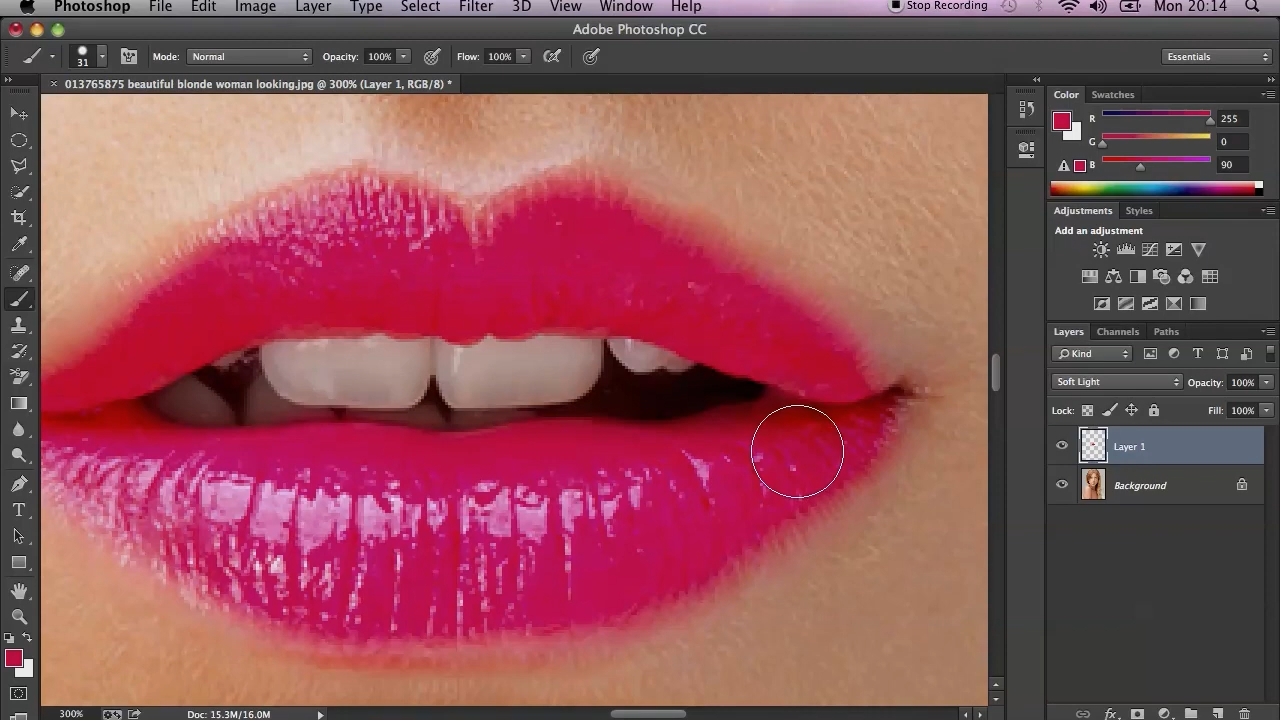 Photoshop File Edit Image Layer Type Select Filter 3D View Window Help Stop Recording Mon 20:14
Adobe Photoshop CC
31 Mode: Normal Opacity: 100% Flow: 100% Essentials
× 013765875 beautiful blonde woman looking.jpg @ 300% (Layer 1, RGB/8) *
Color Swatches
R 255
G 0
B 90
Adjustments Styles
Add an adjustment
Layers Channels Paths
Kind
Soft Light Opacity: 100%
Lock: Fill: 100%
Layer 1
Background
300% Doc: 15.3M/16.0M